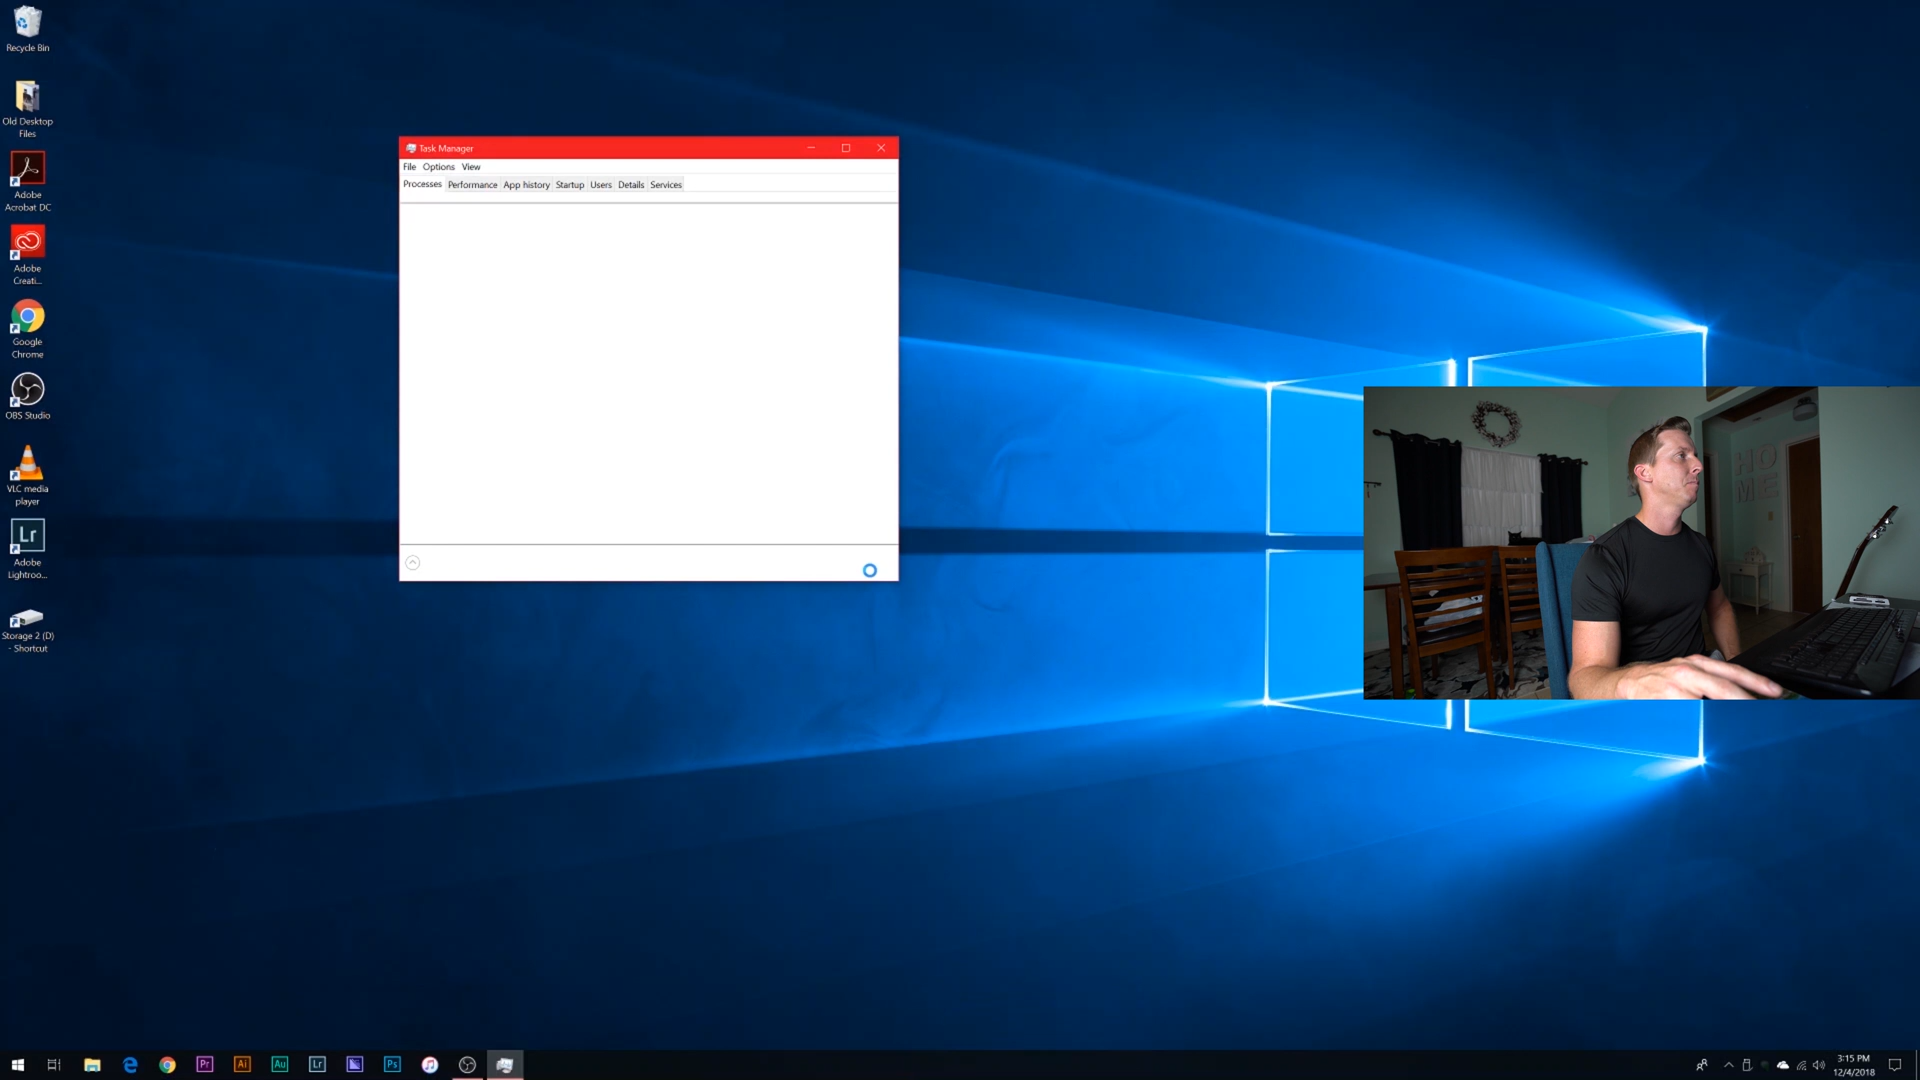 Recycle Bin
Old Desktop
Files
Adobe
Acrobat DC
Adobe
Creati...
Google
Chrome
OBS Studio
VLC media
player
Lr
Adobe
Lightroo...
Storage 2 (D)
- Shortcut
Task Manager
File Options View
Processes Performance App history Startup Users Details Services
HO
ME
Pr Ai Au Lr Ps
3:15 PM
12/4/2018